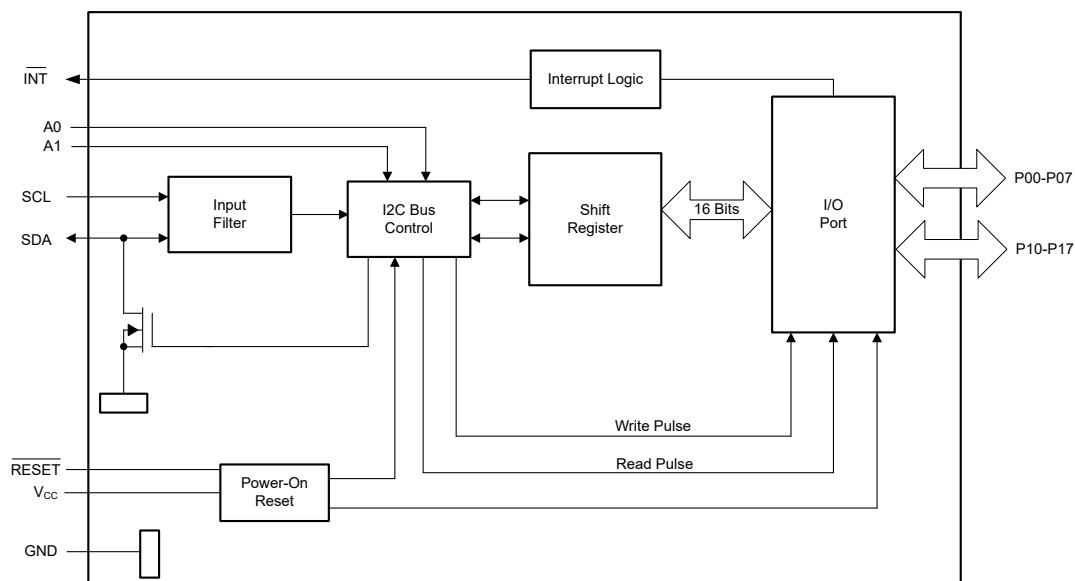 INT
Interrupt Logic
A0
A1
SCL
SDA
Input
Filter
I2C Bus
Control
Shift
Register
16 Bits
I/O
Port
P00-P07
P10-P17
Write Pulse
Read Pulse
RESET
VCC
Power-On
Reset
GND